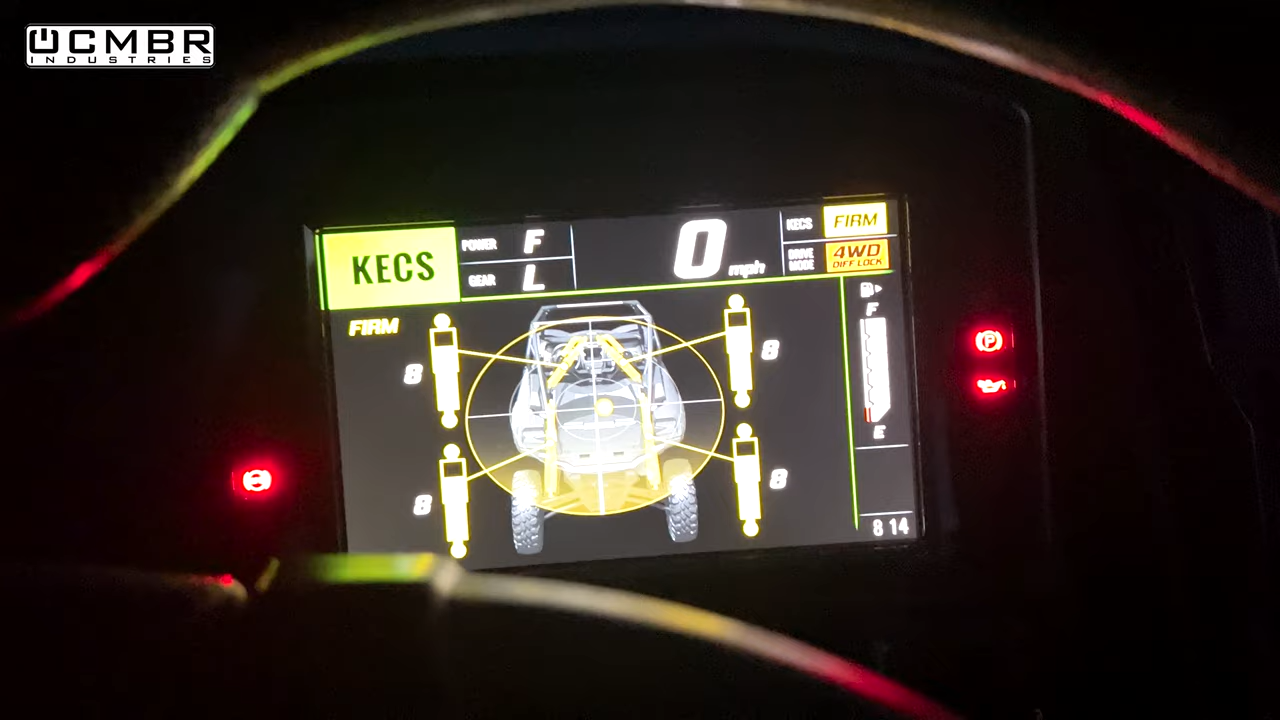 CMBR
INDUSTRIES
KECS
POWER F
GEAR L
0 mph
KECS FIRM
DRIVE MODE 4WD DIFF LOCK
FIRM
8
8
8
8
F
E
8 14
P